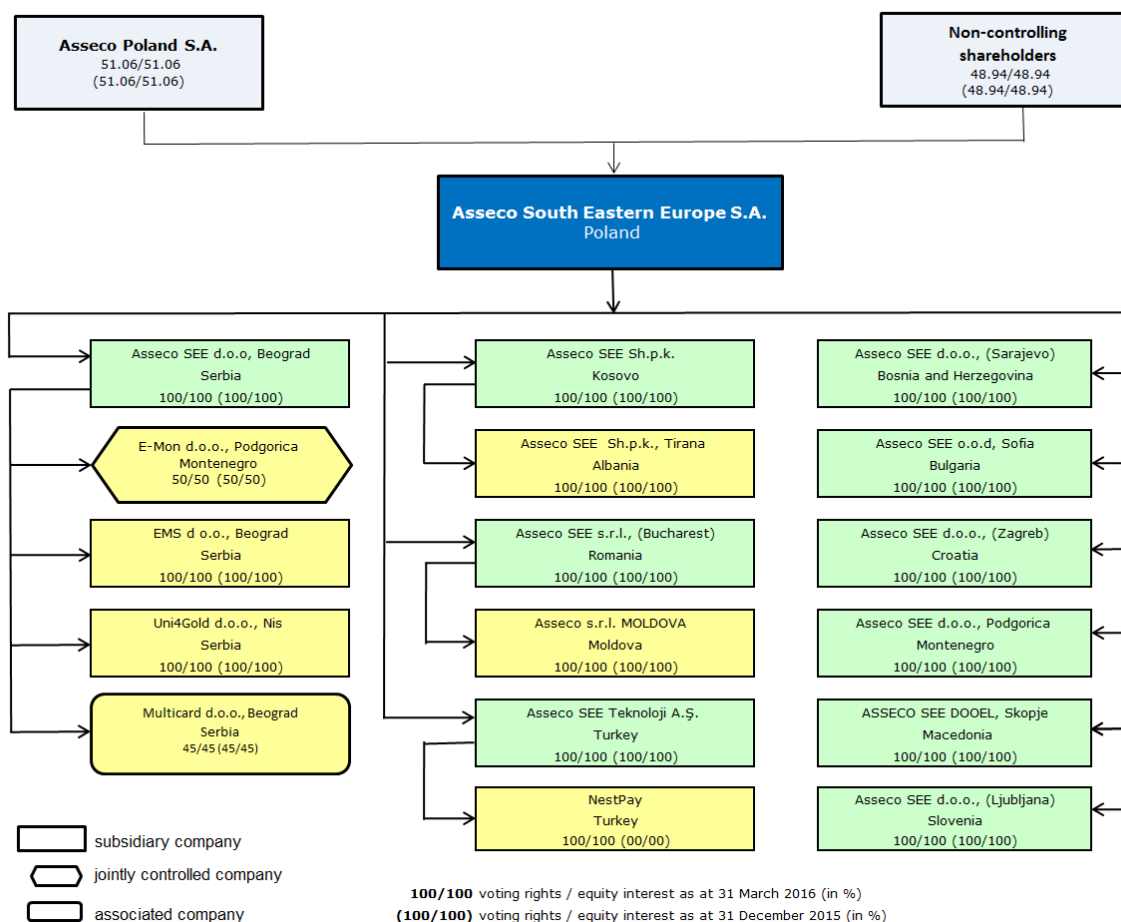 Asseco Poland S.A.
51.06/51.06
(51.06/51.06)
Non-controlling
shareholders
48.94/48.94
(48.94/48.94)
Asseco South Eastern Europe S.A.
Poland
Asseco SEE d.o.o, Beograd
Serbia
100/100 (100/100)
E-Mon d.o.o., Podgorica
Montenegro
50/50 (50/50)
EMS d o.o., Beograd
Serbia
100/100 (100/100)
Uni4Gold d.o.o., Nis
Serbia
100/100 (100/100)
Multicard d.o.o., Beograd
Serbia
45/45 (45/45)
Asseco SEE Sh.p.k.
Kosovo
100/100 (100/100)
Asseco SEE Sh.p.k., Tirana
Albania
100/100 (100/100)
Asseco SEE s.r.l., (Bucharest)
Romania
100/100 (100/100)
Asseco s.r.l. MOLDOVA
Moldova
100/100 (100/100)
Asseco SEE Teknoloji A.Ş.
Turkey
100/100 (100/100)
NestPay
Turkey
100/100 (00/00)
Asseco SEE d.o.o., (Sarajevo)
Bosnia and Herzegovina
100/100 (100/100)
Asseco SEE o.o.d, Sofia
Bulgaria
100/100 (100/100)
Asseco SEE d.o.o., (Zagreb)
Croatia
100/100 (100/100)
Asseco SEE d.o.o., Podgorica
Montenegro
100/100 (100/100)
ASSECO SEE DOOEL, Skopje
Macedonia
100/100 (100/100)
Asseco SEE d.o.o., (Ljubljana)
Slovenia
100/100 (100/100)
subsidiary company
jointly controlled company
associated company
100/100 voting rights / equity interest as at 31 March 2016 (in %)
(100/100) voting rights / equity interest as at 31 December 2015 (in %)